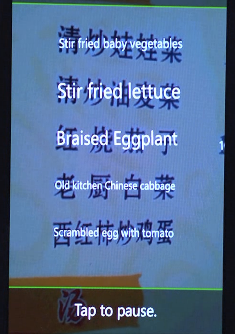 清炒娃娃菜
Stir fried baby vegetables
清炒油麦菜
Stir fried lettuce
红烧茄子
Braised Eggplant
老厨白菜
Old kitchen Chinese cabbage
西红柿炒鸡蛋
Scrambled egg with tomato
Tap to pause.